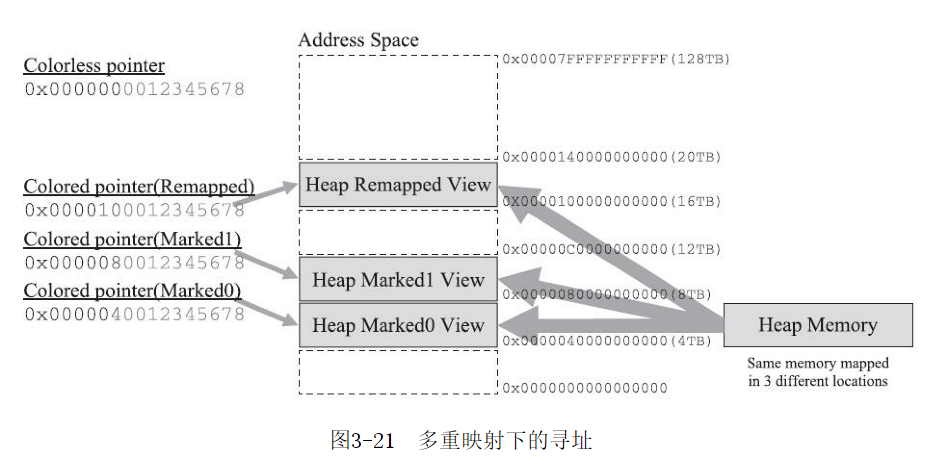 Address Space
Colorless pointer
0x0000000012345678
0x00007FFFFFFFFFFF(128TB)
0x0000140000000000(20TB)
Colored pointer(Remapped)
0x0000100012345678
Heap Remapped View
0x0000100000000000(16TB)
Colored pointer(Marked1)
0x0000080012345678
0x00000C0000000000(12TB)
Heap Marked1 View
0x0000080000000000(8TB)
Colored pointer(Marked0)
0x0000040012345678
Heap Marked0 View
0x0000040000000000(4TB)
Heap Memory
Same memory mapped
in 3 different locations
0x0000000000000000
图3-21 多重映射下的寻址